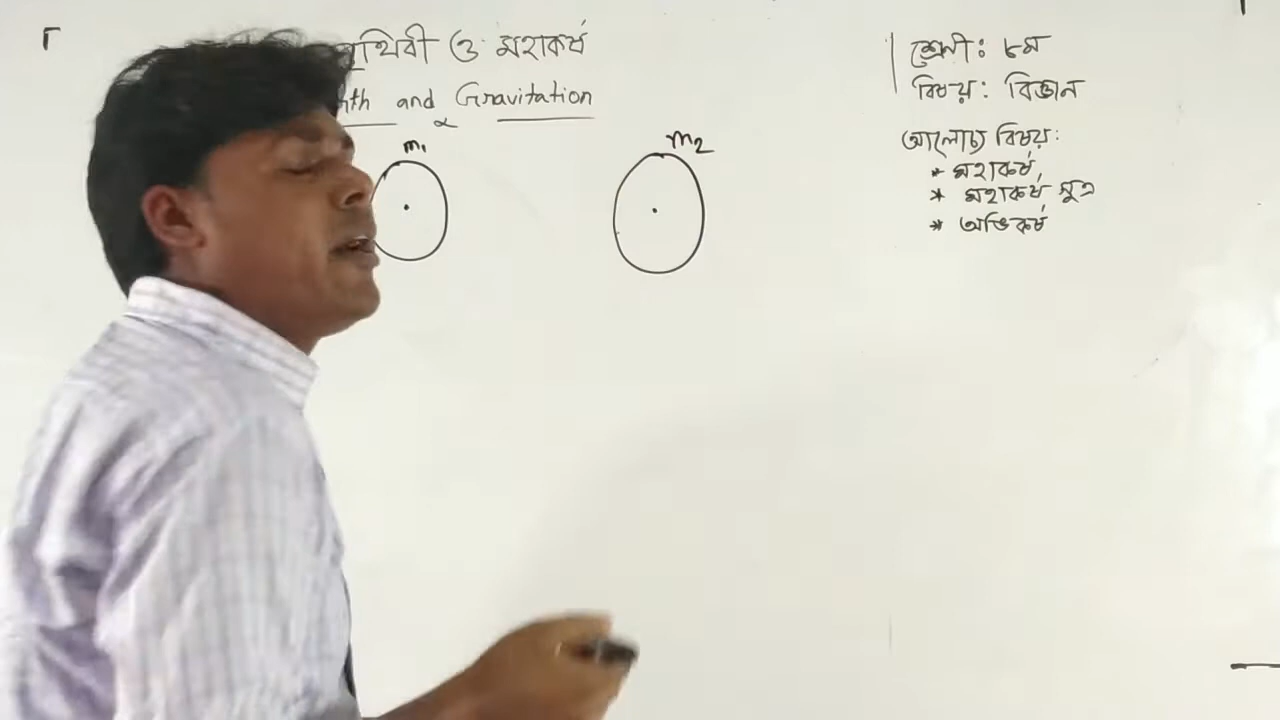 পৃথিবী ও মহাকর্ষ
and Gravitation
∝
m₁
m₂
শ্রেণী: ৮ম
বিষয়: বিজ্ঞান
আলোচ্য বিষয়:
* মহাকর্ষ
* মহাকর্ষ সুত্র
* অভিকর্ষ